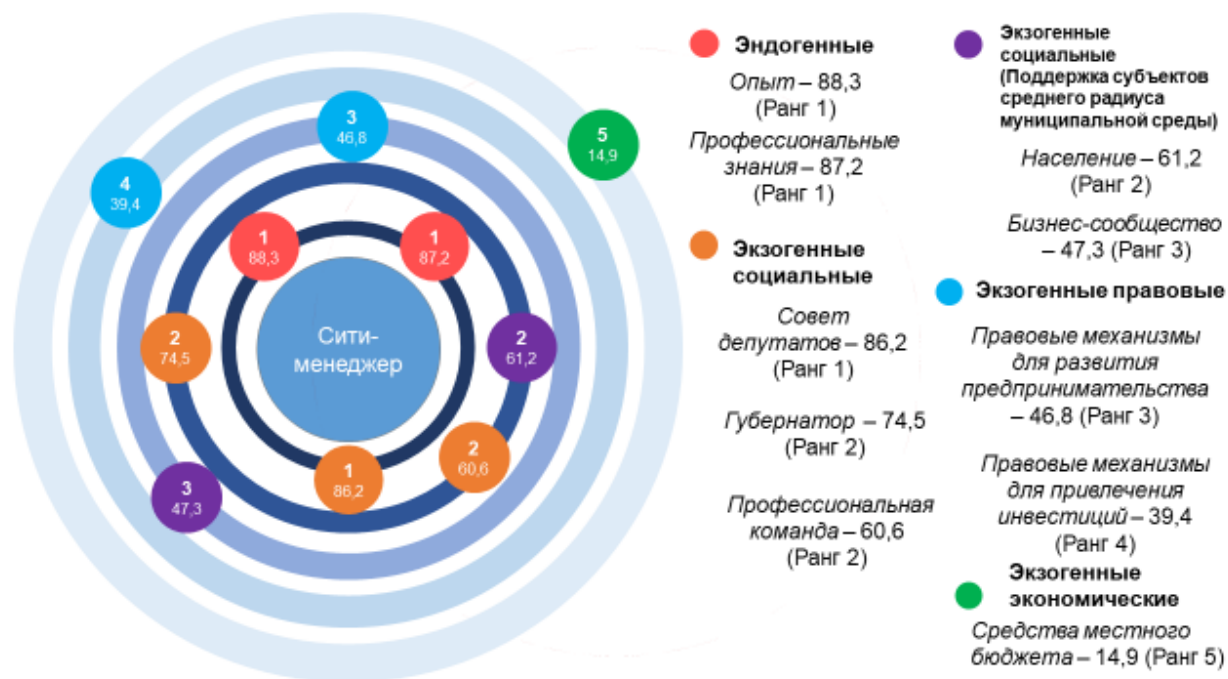 3
46,8
5
14,9
4
39,4
1
88,3
1
87,2
Сити-
менеджер
2
74,5
2
61,2
2
60,6
1
86,2
3
47,3
Эндогенные
Опыт – 88,3
(Ранг 1)
Профессиональные
знания – 87,2
(Ранг 1)
Экзогенные
социальные
Совет
депутатов – 86,2
(Ранг 1)
Губернатор – 74,5
(Ранг 2)
Профессиональная
команда – 60,6
(Ранг 2)
Экзогенные
социальные
(Поддержка субъектов
среднего радиуса
муниципальной среды)
Население – 61,2
(Ранг 2)
Бизнес-сообщество
– 47,3 (Ранг 3)
Экзогенные правовые
Правовые механизмы
для развития
предпринимательства
– 46,8 (Ранг 3)
Правовые механизмы
для привлечения
инвестиций – 39,4
(Ранг 4)
Экзогенные
экономические
Средства местного
бюджета – 14,9 (Ранг 5)